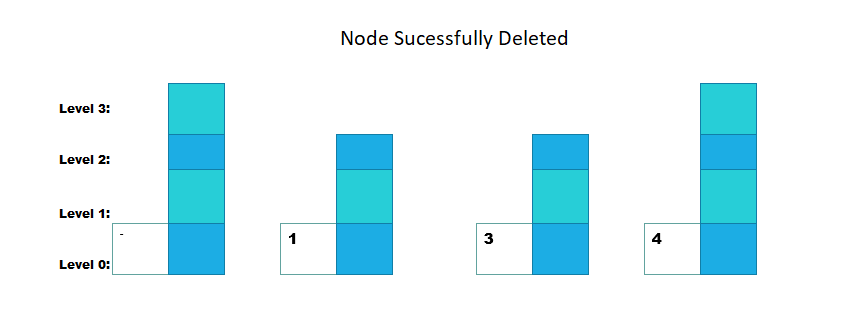 Node Sucessfully Deleted
Level 3:
Level 2:
Level 1:
Level 0:
- 1 3 4